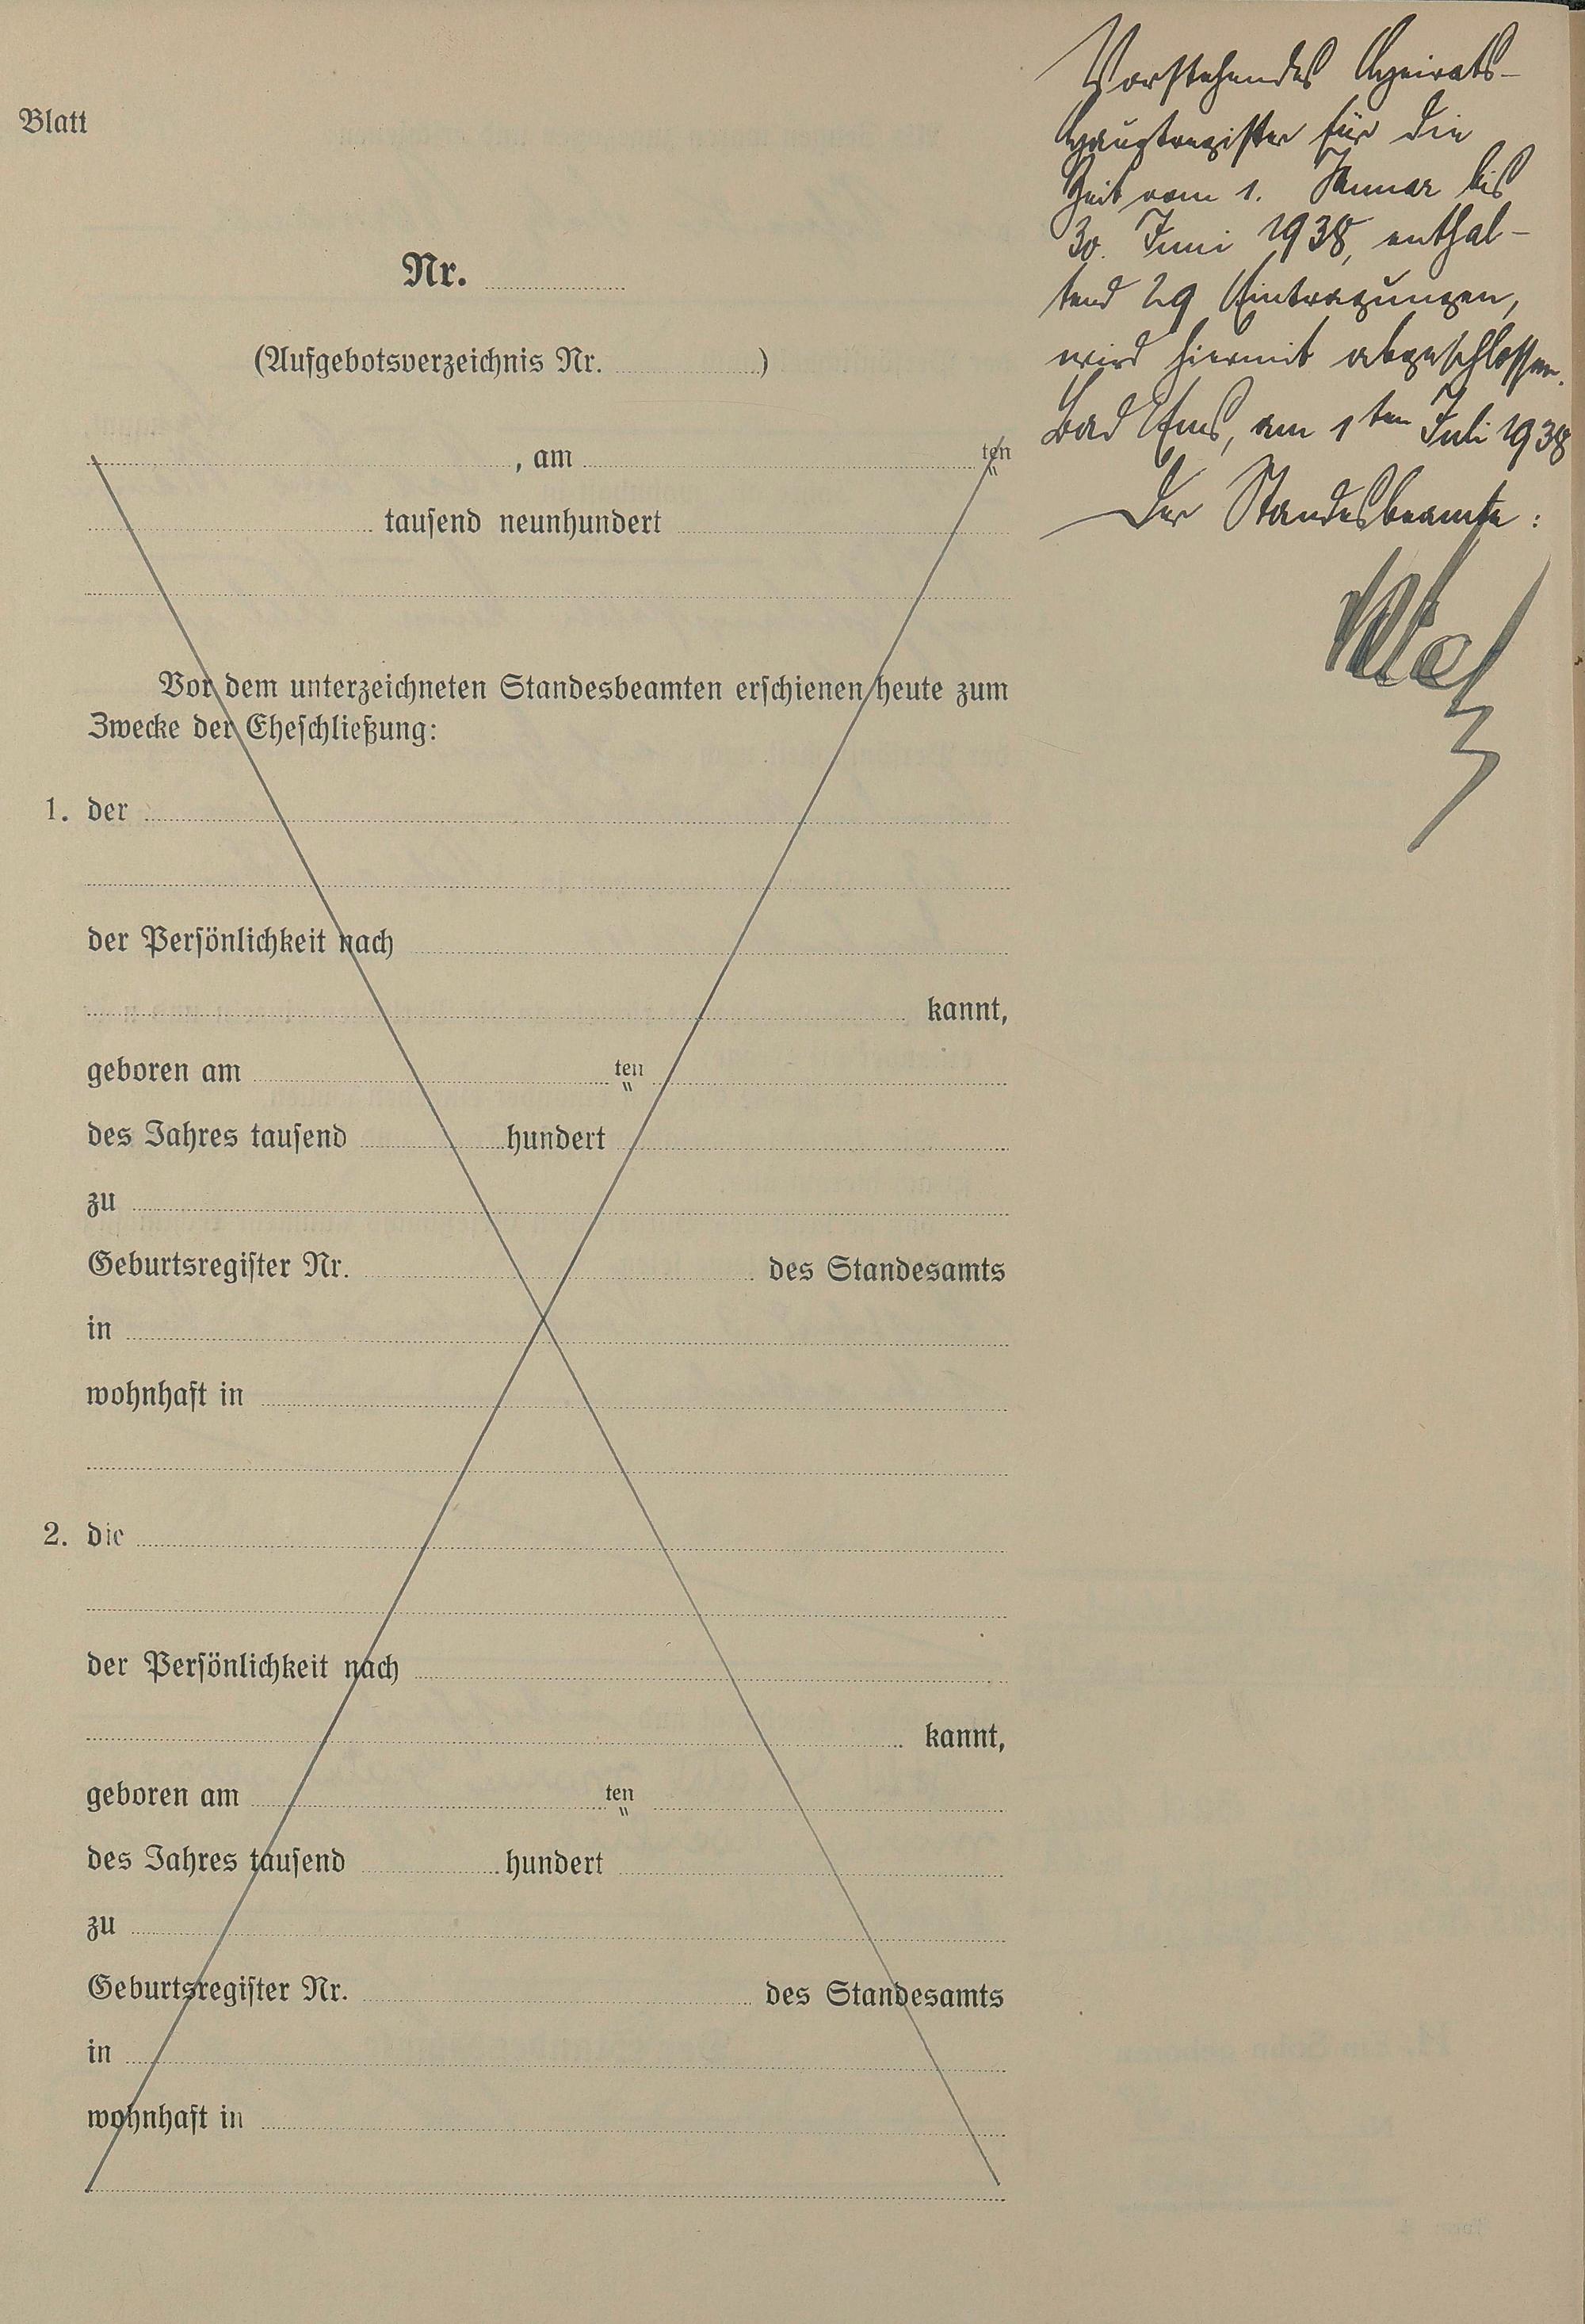 Blatt
Nr.
(Aufgebotsverzeichnis Nr. )
, am ten
tausend neunhundert
Vor dem unterzeichneten Standesbeamten erschienen heute zum
Zwecke der Eheschließung:
1. der
der Persönlichkeit nach
kannt,
geboren am ten
des Jahres tausend hundert
zu
Geburtsregister Nr. des Standesamts
in
wohnhaft in
2. die
der Persönlichkeit nach
kannt,
geboren am ten
des Jahres tausend hundert
zu
Geburtsregister Nr. des Standesamts
in
wohnhaft in
Vorstehendes Heirats-
hauptregister für die
Zeit vom 1. Januar bis
30. Juni 1938, enthal-
tend 29 Eintragungen,
wird hiermit abgeschlossen.
Bad Ems, am 1ten Juli 1938
Der Standesbeamte: